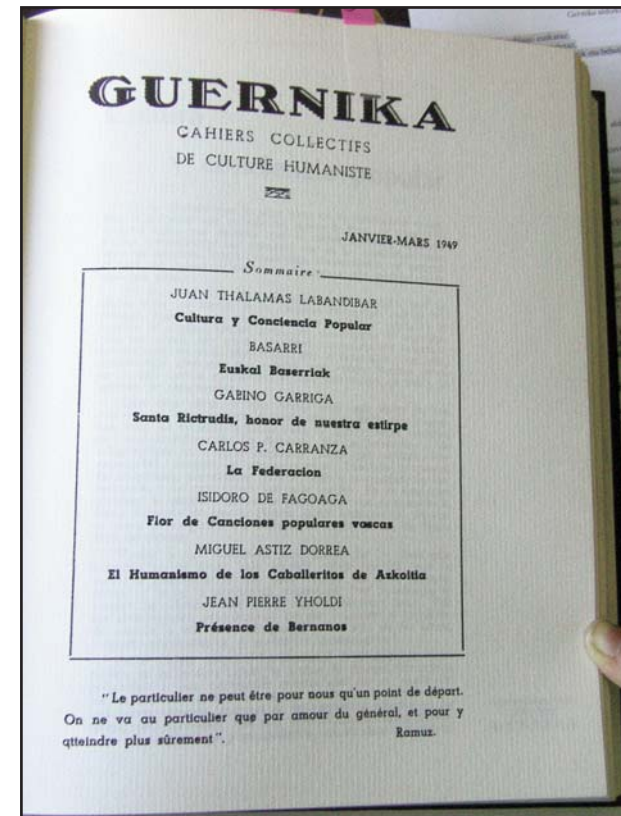 GUERNIKA
CAHIERS COLLECTIFS
DE CULTURE HUMANISTE
JANVIER-MARS 1949
Sommaire
JUAN THALAMAS LABANDIBAR
Cultura y Conciencia Popular
BASARRI
Euskal Baserriak
GABINO GARRIGA
Santa Rictrudis, honor de nuestra estirpe
CARLOS P. CARRANZA
La Federacion
ISIDORO DE FAGOAGA
Flor de Canciones populares vascas
MIGUEL ASTIZ DORREA
El Humanismo de los Caballeritos de Azkoitia
JEAN PIERRE YHOLDI
Présence de Bernanos
"Le particulier ne peut être pour nous qu'un point de départ.
On ne va au particulier que par amour du général, et pour y
atteindre plus sûrement".
Ramuz.